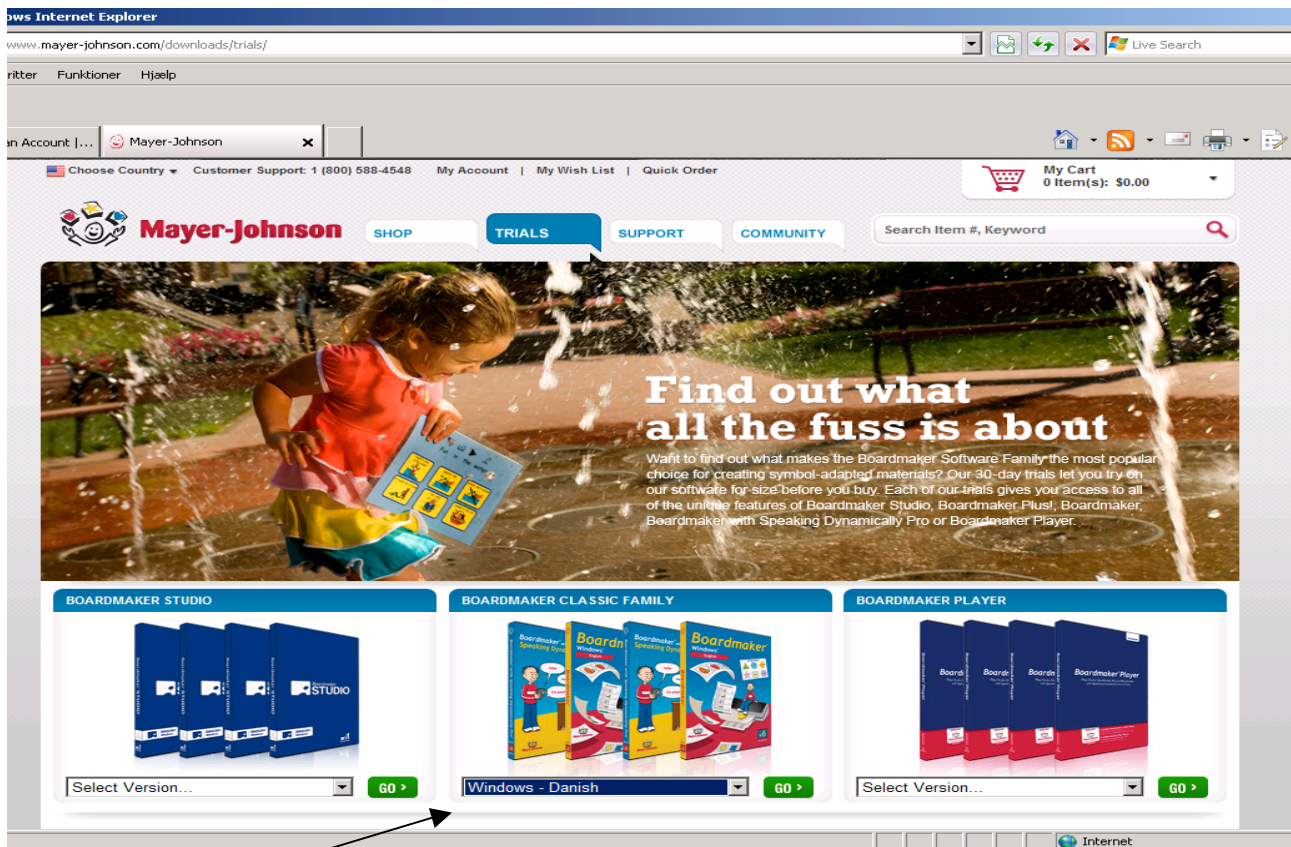 ows Internet Explorer
www.mayer-johnson.com/downloads/trials/
Live Search
ritter Funktioner Hjælp
an Account |... Mayer-Johnson
Choose Country Customer Support: 1 (800) 588-4548 My Account | My Wish List | Quick Order
My Cart
0 Item(s): $0.00
Mayer-Johnson SHOP TRIALS SUPPORT COMMUNITY Search Item #, Keyword
Find out what
all the fuss is about
Want to find out what makes the Boardmaker Software Family the most popular
choice for creating symbol-adapted materials? Our 30-day trials let you try on
our software for size before you buy. Each of our trials gives you access to all
of the unique features of Boardmaker Studio, Boardmaker Plus!, Boardmaker,
Boardmaker with Speaking Dynamically Pro or Boardmaker Player.
BOARDMAKER STUDIO BOARDMAKER CLASSIC FAMILY BOARDMAKER PLAYER
STUDIO
Boardmaker
Windows
Boardmaker Player
Select Version... GO > Windows - Danish GO > Select Version... GO >
Internet